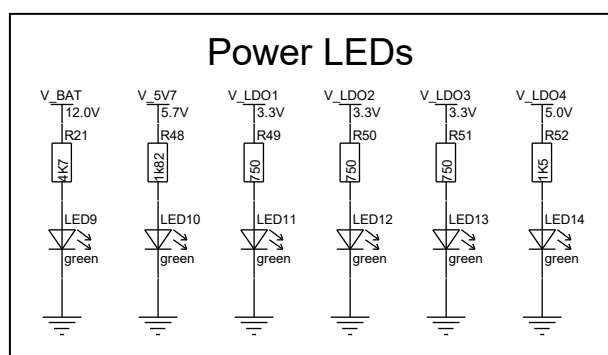 Power LEDs
V_BAT V_5V7 V_LDO1 V_LDO2 V_LDO3 V_LDO4
12.0V 5.7V 3.3V 3.3V 3.3V 5.0V
R21 R48 R49 R50 R51 R52
4K7 1k82 750 750 750 1K5
LED9 LED10 LED11 LED12 LED13 LED14
green green green green green green